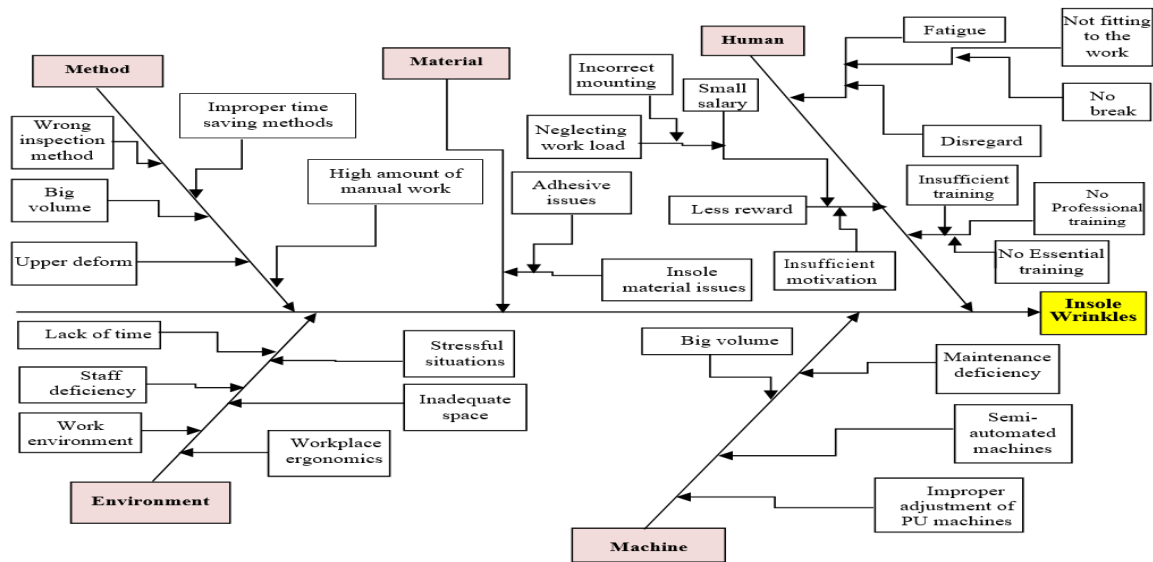 Method
Wrong
inspection
method
Improper time
saving methods
Big
volume
Upper deform
High amount of
manual work
Material
Adhesive
issues
Insole
material issues
Human
Incorrect
mounting
Small
salary
Neglecting
work load
Less reward
Insufficient
motivation
Fatigue
Not fitting
to the
work
No
break
Disregard
Insufficient
training
No
Professional
training
No Essential
training
Insole
Wrinkles
Lack of time
Stressful
situations
Staff
deficiency
Inadequate
space
Work
environment
Workplace
ergonomics
Environment
Big volume
Maintenance
deficiency
Semi-
automated
machines
Improper
adjustment of
PU machines
Machine